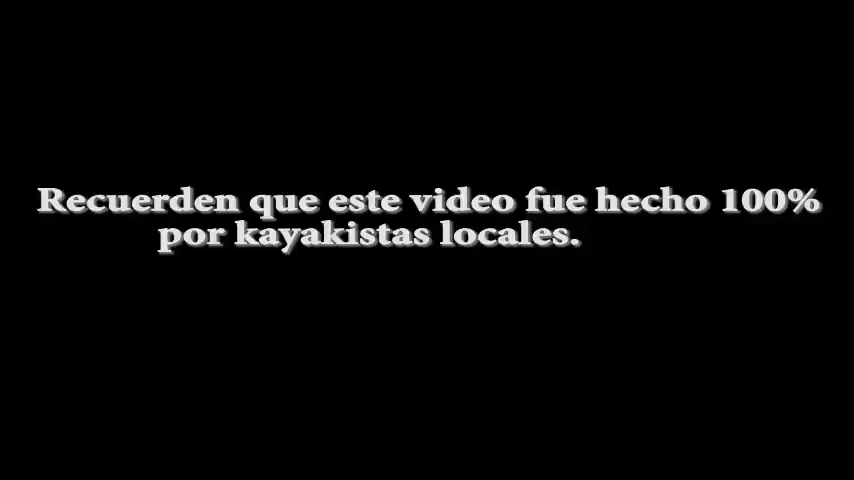 Recuerden que este video fue hecho 100%
por kayakistas locales.